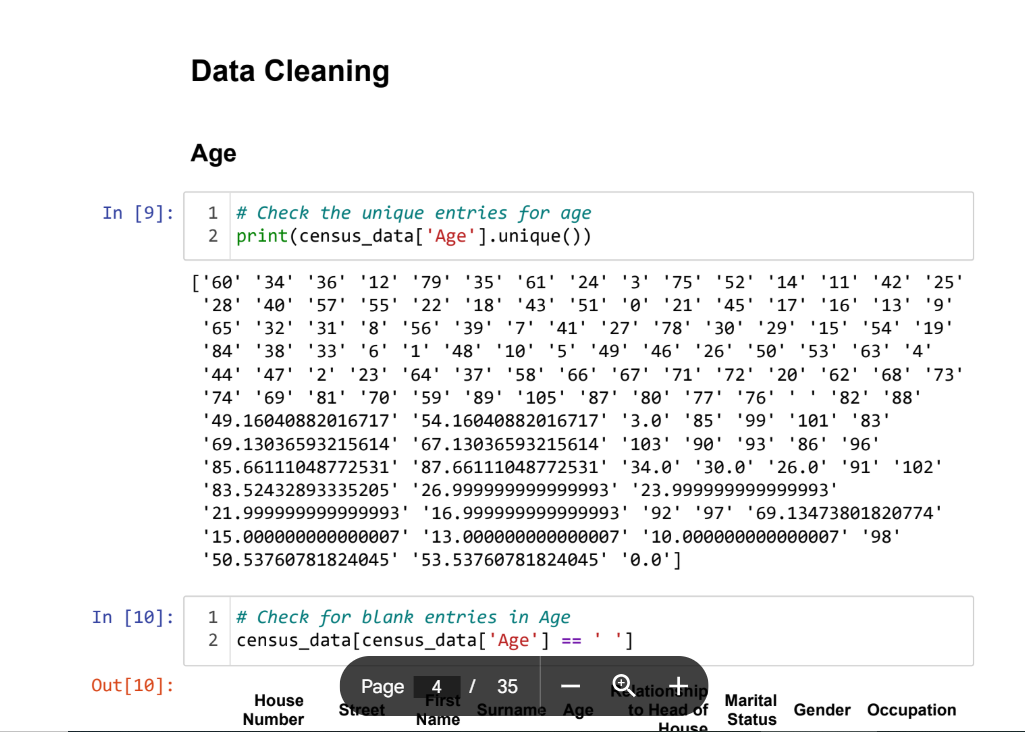 Data Cleaning
Age
In [9]:
1 # Check the unique entries for age
2 print(census_data['Age'].unique())
['60' '34' '36' '12' '79' '35' '61' '24' '3' '75' '52' '14' '11' '42' '25'
'28' '40' '57' '55' '22' '18' '43' '51' '0' '21' '45' '17' '16' '13' '9'
'65' '32' '31' '8' '56' '39' '7' '41' '27' '78' '30' '29' '15' '54' '19'
'84' '38' '33' '6' '1' '48' '10' '5' '49' '46' '26' '50' '53' '63' '4'
'44' '47' '2' '23' '64' '37' '58' '66' '67' '71' '72' '20' '62' '68' '73'
'74' '69' '81' '70' '59' '89' '105' '87' '80' '77' '76' ' ' '82' '88'
'49.16040882016717' '54.16040882016717' '3.0' '85' '99' '101' '83'
'69.13036593215614' '67.13036593215614' '103' '90' '93' '86' '96'
'85.66111048772531' '87.66111048772531' '34.0' '30.0' '26.0' '91' '102'
'83.52432893335205' '26.999999999999993' '23.999999999999993'
'21.999999999999993' '16.999999999999993' '92' '97' '69.13473801820774'
'15.000000000000007' '13.000000000000007' '10.000000000000007' '98'
'50.53760781824045' '53.53760781824045' '0.0']
In [10]:
1 # Check for blank entries in Age
2 census_data[census_data['Age'] == ' ']
Out[10]:
Page 4 / 35
House Number
Street
First Name
Surname
Age
Relationship to Head of House
Marital Status
Gender
Occupation